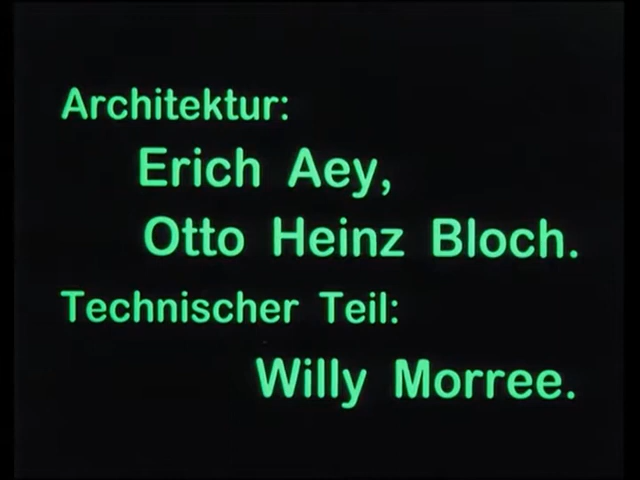 Architektur:
Erich Aey,
Otto Heinz Bloch.
Technischer Teil:
Willy Morree.